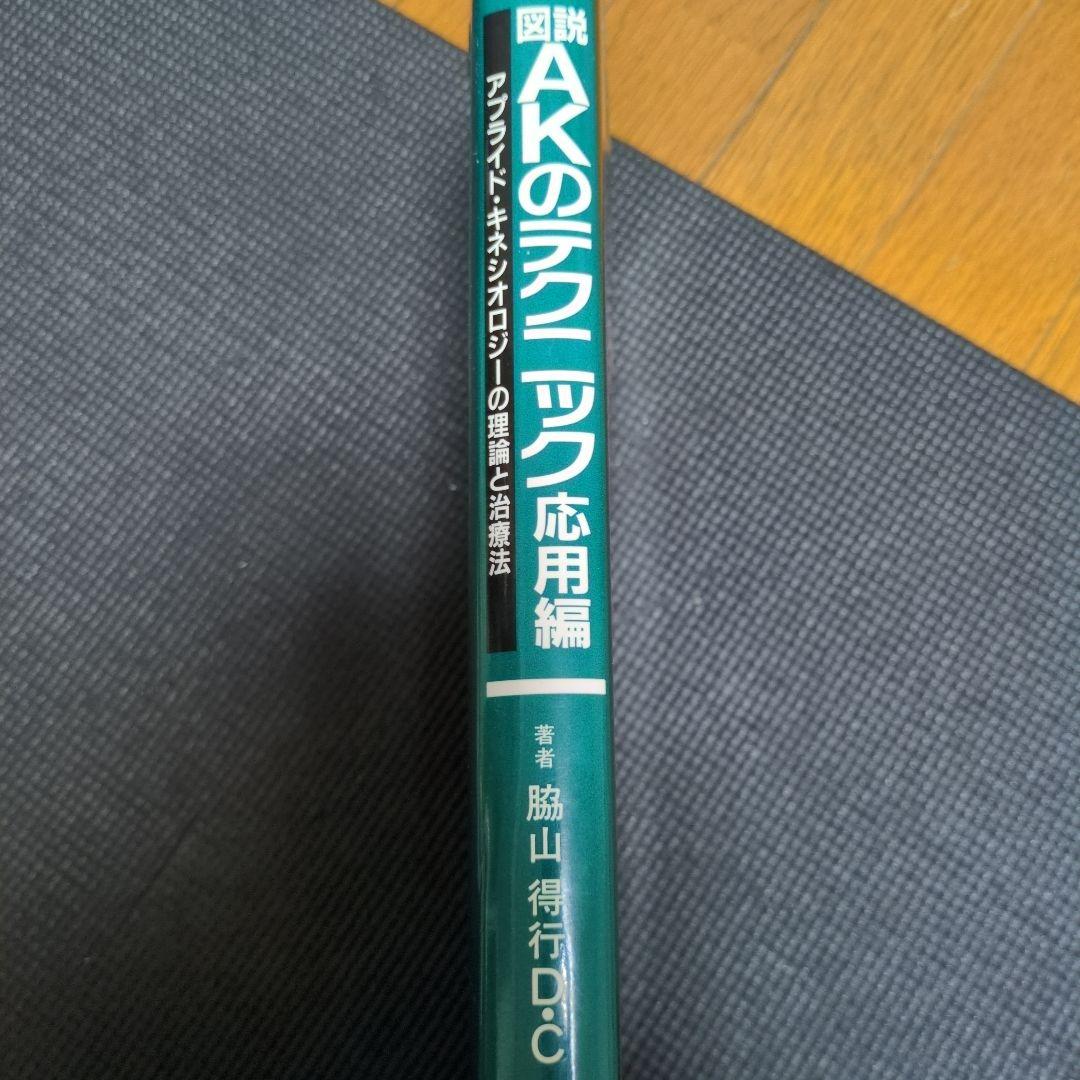 図説
AKのテクニック応用編
アプライド・キネシオロジーの理論と治療法
著者 脇山 得行D・C